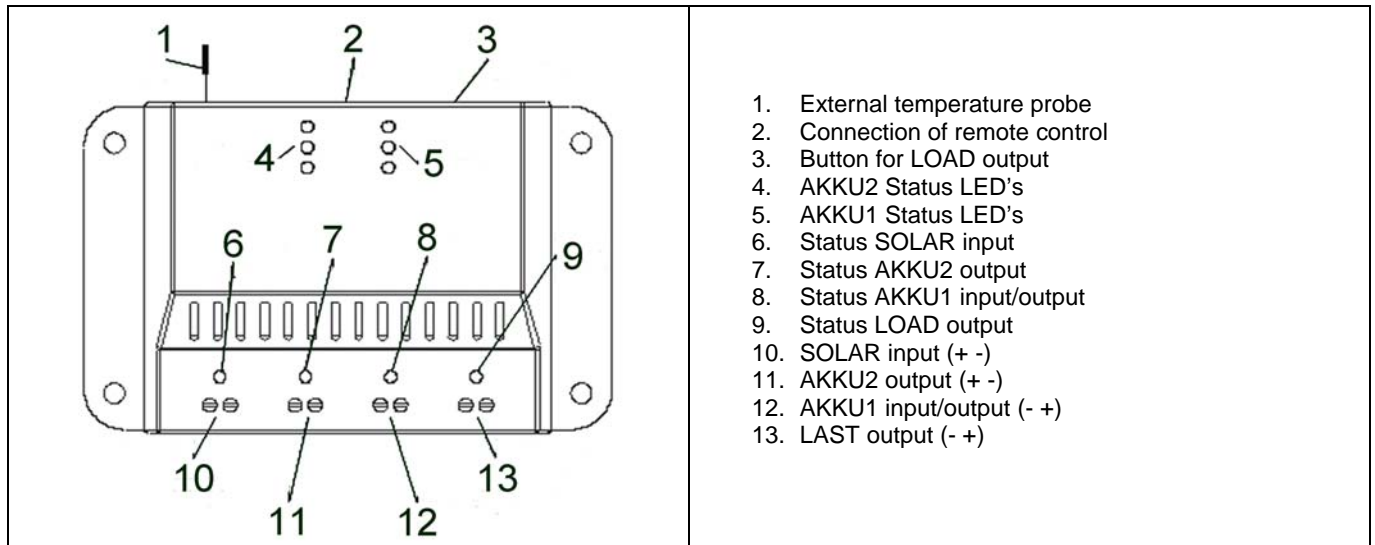 1 2 3
4 5
6 7 8 9
10 11 12 13
1. External temperature probe
2. Connection of remote control
3. Button for LOAD output
4. AKKU2 Status LED's
5. AKKU1 Status LED's
6. Status SOLAR input
7. Status AKKU2 output
8. Status AKKU1 input/output
9. Status LOAD output
10. SOLAR input (+ -)
11. AKKU2 output (+ -)
12. AKKU1 input/output (- +)
13. LAST output (- +)